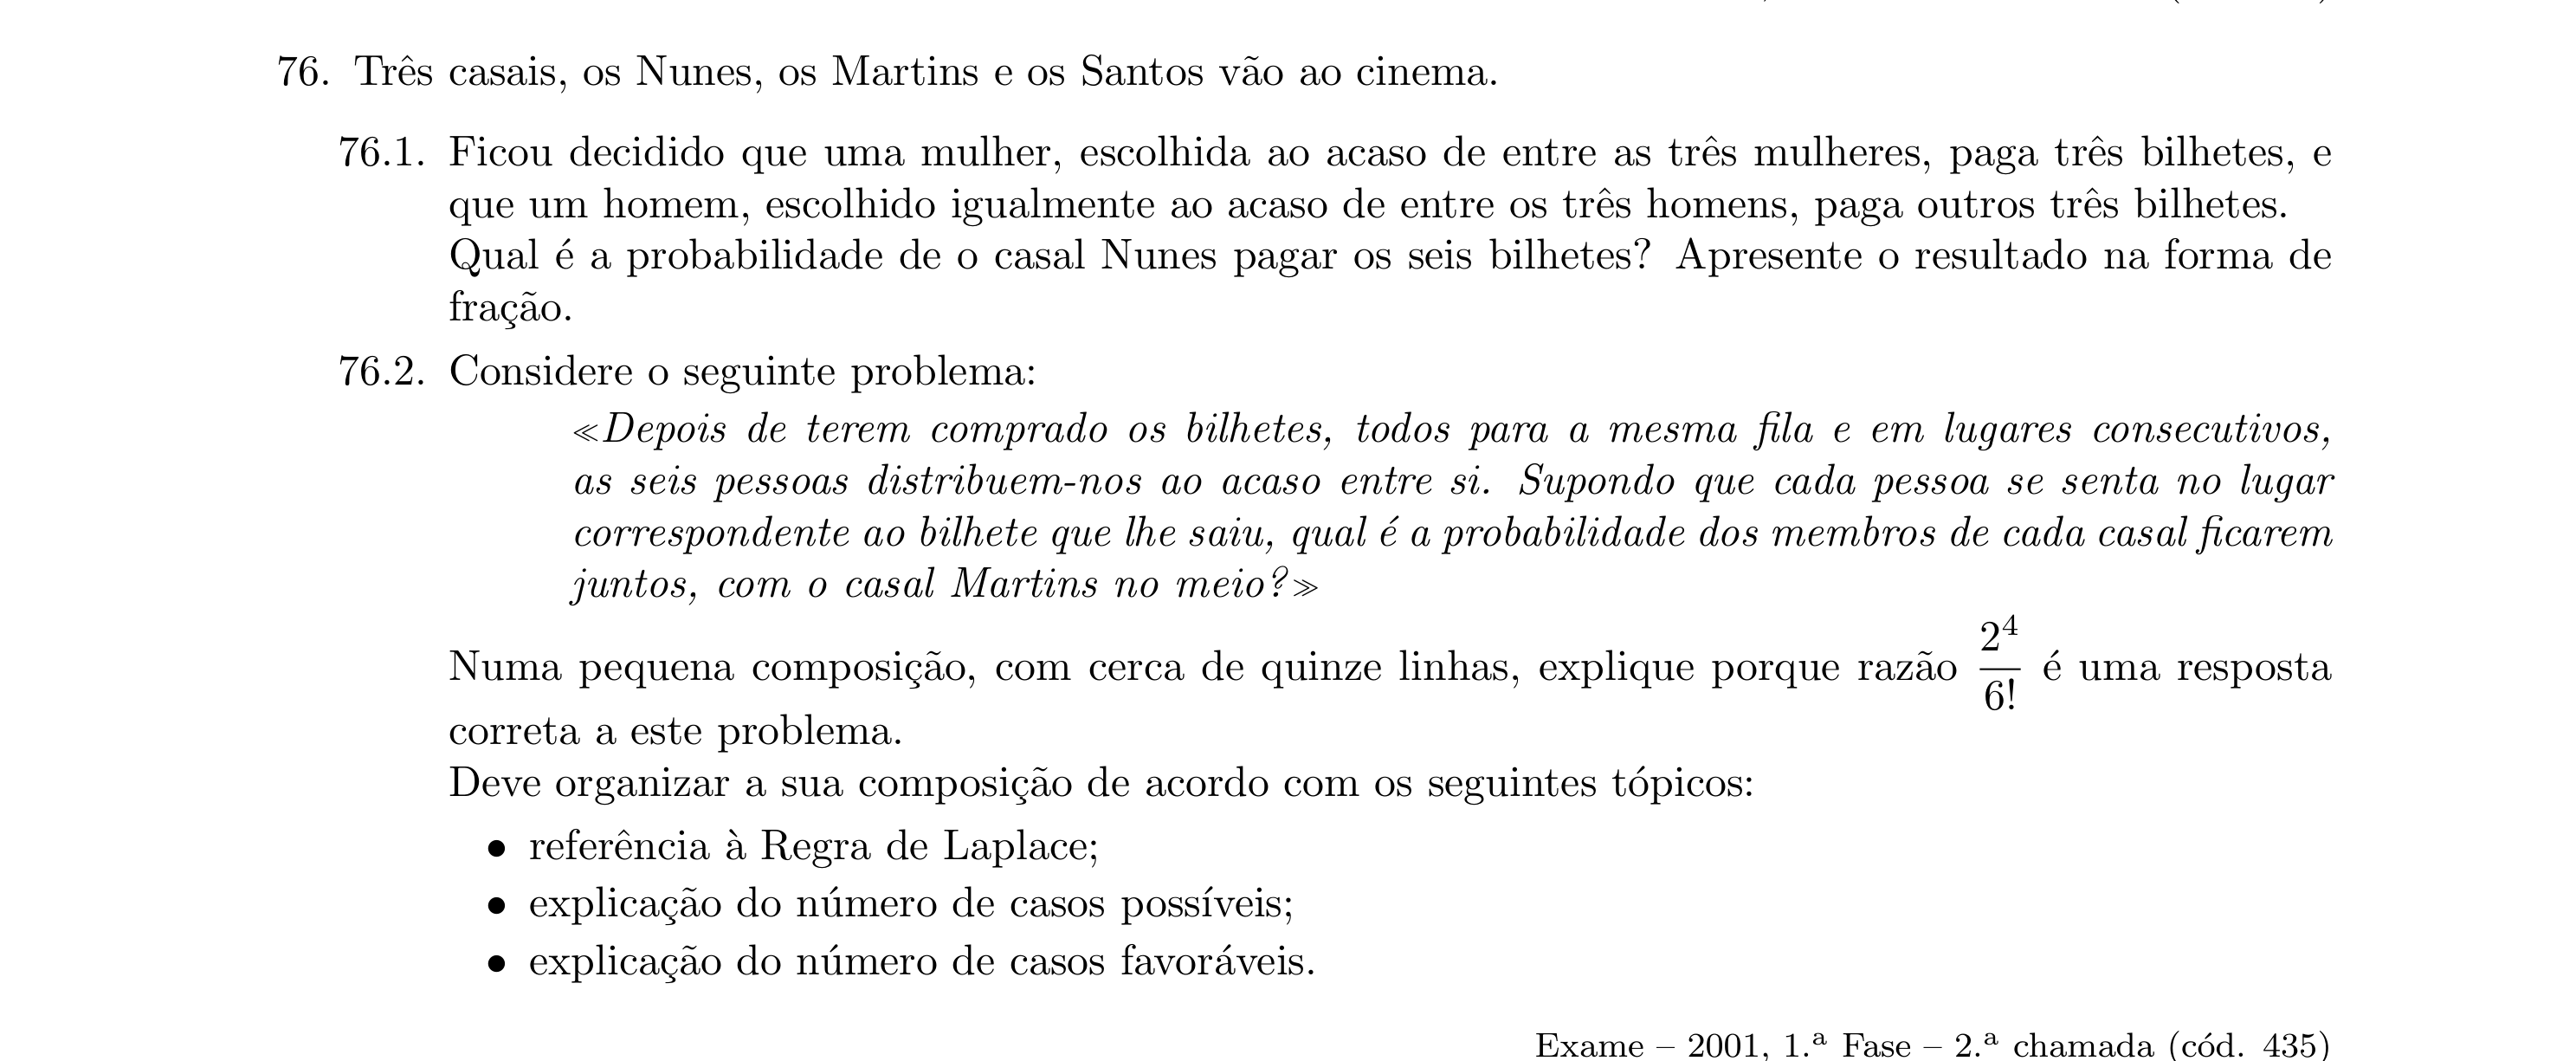 76. Três casais, os Nunes, os Martins e os Santos vão ao cinema.
76.1. Ficou decidido que uma mulher, escolhida ao acaso de entre as três mulheres, paga três bilhetes, e
que um homem, escolhido igualmente ao acaso de entre os três homens, paga outros três bilhetes.
Qual é a probabilidade de o casal Nunes pagar os seis bilhetes? Apresente o resultado na forma de
fração.
76.2. Considere o seguinte problema:
≪Depois de terem comprado os bilhetes, todos para a mesma fila e em lugares consecutivos,
as seis pessoas distribuem-nos ao acaso entre si. Supondo que cada pessoa se senta no lugar
correspondente ao bilhete que lhe saiu, qual é a probabilidade dos membros de cada casal ficarem
juntos, com o casal Martins no meio?≫
Numa pequena composição, com cerca de quinze linhas, explique porque razão $\frac{2^4}{6!}$ é uma resposta
correta a este problema.
Deve organizar a sua composição de acordo com os seguintes tópicos:
• referência à Regra de Laplace;
• explicação do número de casos possíveis;
• explicação do número de casos favoráveis.
Exame – 2001, 1.ª Fase – 2.ª chamada (cód. 435)